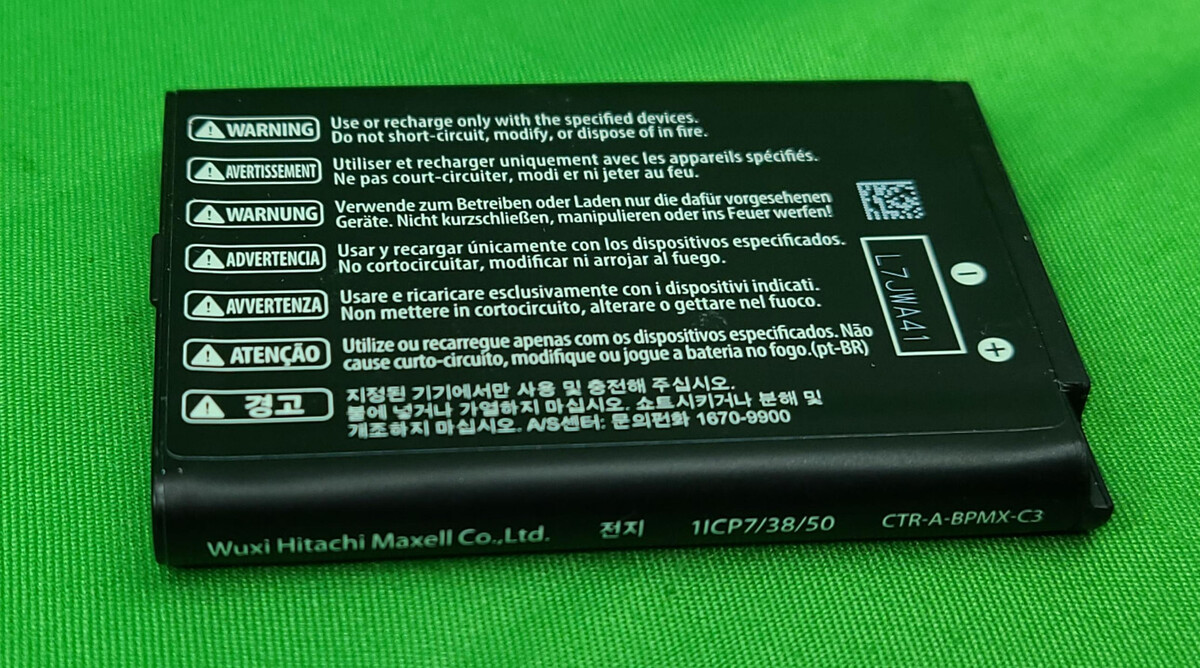 WARNING
Use or recharge only with the specified devices.
Do not short-circuit, modify, or dispose of in fire.
AVERTISSEMENT
Utiliser et recharger uniquement avec les appareils spécifiés.
Ne pas court-circuiter, modi er ni jeter au feu.
WARNUNG
Verwende zum Betreiben oder Laden nur die dafür vorgesehenen
Geräte. Nicht kurzschließen, manipulieren oder ins Feuer werfen!
ADVERTENCIA
Usar y recargar únicamente con los dispositivos especificados.
No cortocircuitar, modificar ni arrojar al fuego.
AVVERTENZA
Usare e ricaricare esclusivamente con i dispositivi indicati.
Non mettere in cortocircuito, alterare o gettare nel fuoco.
ATENÇÃO
Utilize ou recarregue apenas com os dispositivos especificados. Não
cause curto-circuito, modifique ou jogue a bateria no fogo.(pt-BR)
경고
지정된 기기에서만 사용 및 충전해 주십시오.
불에 넣거나 가열하지 마십시오. 쇼트시키거나 분해 및
개조하지 마십시오. A/S센터: 문의전화 1670-9900
L7JWA41
Wuxi Hitachi Maxell Co.,Ltd.
전지
1ICP7/38/50
CTR-A-BPMX-C3